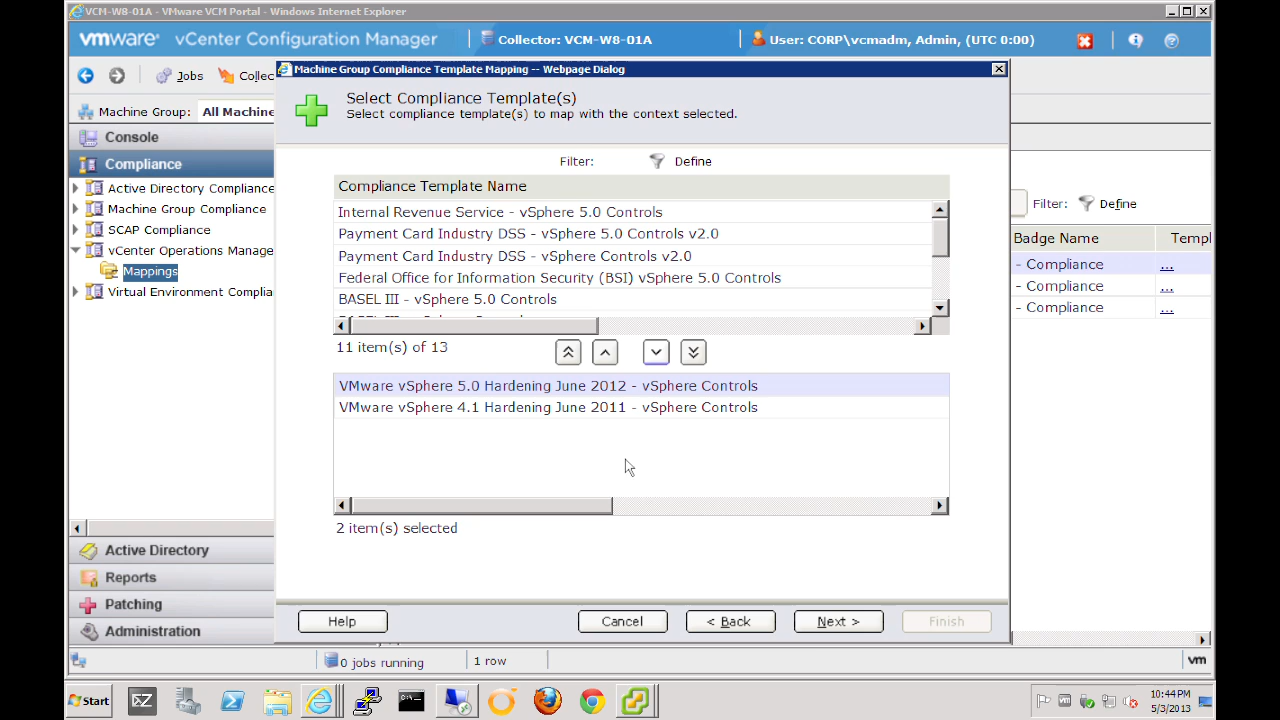 VCM-W8-01A - VMware VCM Portal - Windows Internet Explorer
vmware vCenter Configuration Manager
Collector: VCM-W8-01A
User: CORP\vcmadm, Admin, (UTC 0:00)
Jobs
Collec
Machine Group: All Machine
Console
Compliance
Active Directory Compliance
Machine Group Compliance
SCAP Compliance
vCenter Operations Manage
Mappings
Virtual Environment Complia
Active Directory
Reports
Patching
Administration
Machine Group Compliance Template Mapping -- Webpage Dialog
Select Compliance Template(s)
Select compliance template(s) to map with the context selected.
Filter: Define
Compliance Template Name
Internal Revenue Service - vSphere 5.0 Controls
Payment Card Industry DSS - vSphere 5.0 Controls v2.0
Payment Card Industry DSS - vSphere Controls v2.0
Federal Office for Information Security (BSI) vSphere 5.0 Controls
BASEL III - vSphere 5.0 Controls
11 item(s) of 13
VMware vSphere 5.0 Hardening June 2012 - vSphere Controls
VMware vSphere 4.1 Hardening June 2011 - vSphere Controls
2 item(s) selected
Help
Cancel
< Back
Next >
Finish
Filter: Define
Badge Name Templ
- Compliance ...
- Compliance ...
- Compliance ...
0 jobs running
1 row
vm
Start
10:44 PM
5/3/2013